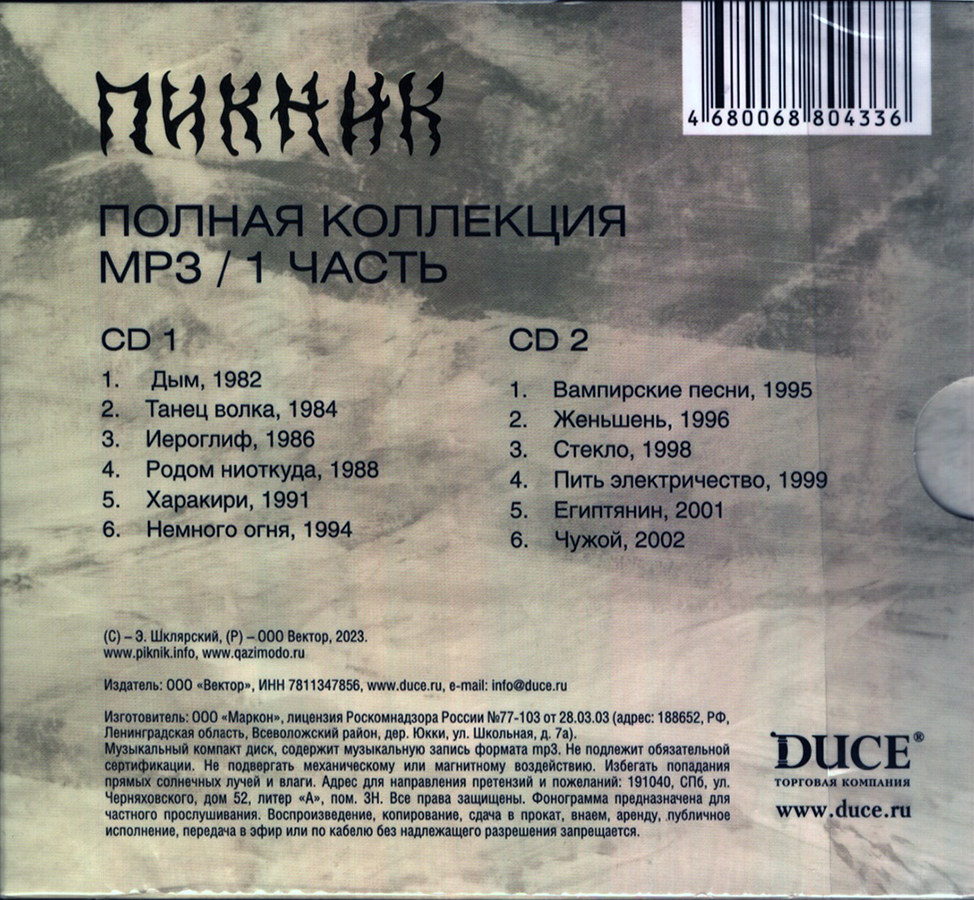 4 680068 804336
ПИКНИК
ПОЛНАЯ КОЛЛЕКЦИЯ
MP3 / 1 ЧАСТЬ
CD 1
1. Дым, 1982
2. Танец волка, 1984
3. Иероглиф, 1986
4. Родом ниоткуда, 1988
5. Харакири, 1991
6. Немного огня, 1994
CD 2
1. Вампирские песни, 1995
2. Женьшень, 1996
3. Стекло, 1998
4. Пить электричество, 1999
5. Египтянин, 2001
6. Чужой, 2002
(C) – Э. Шклярский, (P) – ООО Вектор, 2023.
www.piknik.info, www.qazimodo.ru
Издатель: ООО «Вектор», ИНН 7811347856, www.duce.ru, e-mail: info@duce.ru
Изготовитель: ООО «Маркон», лицензия Роскомнадзора России №77-103 от 28.03.03 (адрес: 188652, РФ,
Ленинградская область, Всеволожский район, дер. Юкки, ул. Школьная, д. 7а).
Музыкальный компакт диск, содержит музыкальную запись формата mp3. Не подлежит обязательной
сертификации. Не подвергать механическому или магнитному воздействию. Избегать попадания
прямых солнечных лучей и влаги. Адрес для направления претензий и пожеланий: 191040, СПб, ул.
Черняховского, дом 52, литер «А», пом. 3Н. Все права защищены. Фонограмма предназначена для
частного прослушивания. Воспроизведение, копирование, сдача в прокат, внаем, аренду, публичное
исполнение, передача в эфир или по кабелю без надлежащего разрешения запрещается.
DUCE®
ТОРГОВАЯ КОМПАНИЯ
www.duce.ru